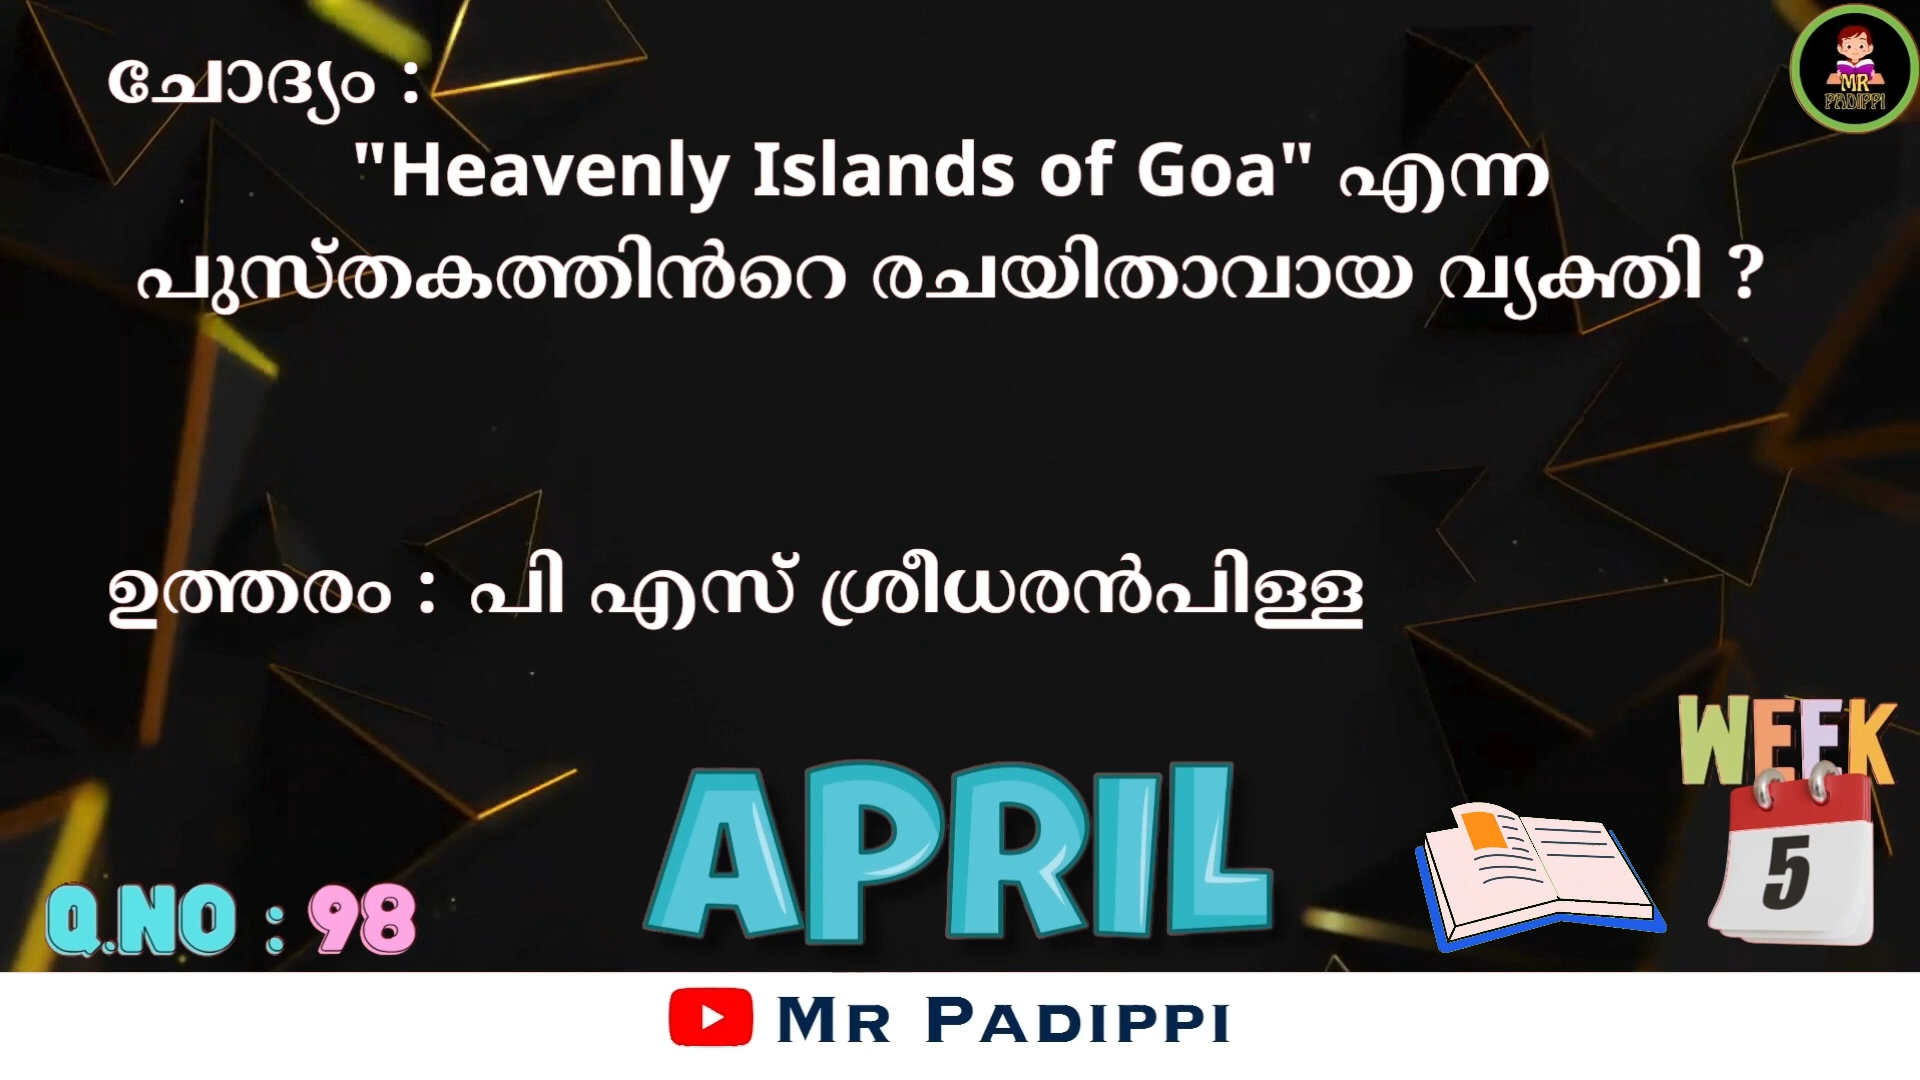 ചോദ്യം :
"Heavenly Islands of Goa" എന്ന
പുസ്തകത്തിൻറെ രചയിതാവായ വ്യക്തി ?
ഉത്തരം : പി എസ് ശ്രീധരൻപിള്ള
WEEK
5
APRIL
Q.NO : 98
MR PADIPPI
MR
PADIPPI